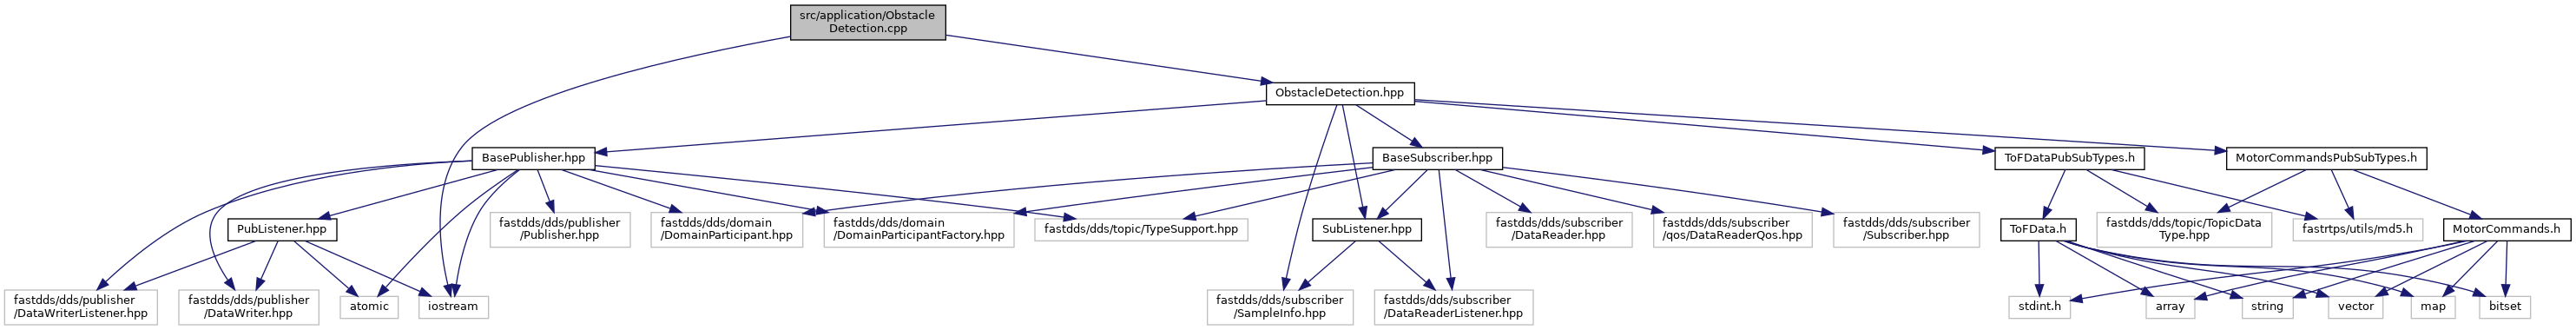 src/application/Obstacle
Detection.cpp
ObstacleDetection.hpp
BasePublisher.hpp
BaseSubscriber.hpp
ToFDataPubSubTypes.h
MotorCommandsPubSubTypes.h
PubListener.hpp
fastdds/dds/publisher
/Publisher.hpp
fastdds/dds/domain
/DomainParticipant.hpp
fastdds/dds/domain
/DomainParticipantFactory.hpp
fastdds/dds/topic/TypeSupport.hpp
SubListener.hpp
fastdds/dds/subscriber
/DataReader.hpp
fastdds/dds/subscriber
/qos/DataReaderQos.hpp
fastdds/dds/subscriber
/Subscriber.hpp
ToFData.h
fastdds/dds/topic/TopicData
Type.hpp
fastrtps/utils/md5.h
MotorCommands.h
fastdds/dds/publisher
/DataWriterListener.hpp
fastdds/dds/publisher
/DataWriter.hpp
atomic
iostream
fastdds/dds/subscriber
/SampleInfo.hpp
fastdds/dds/subscriber
/DataReaderListener.hpp
stdint.h
array
string
vector
map
bitset